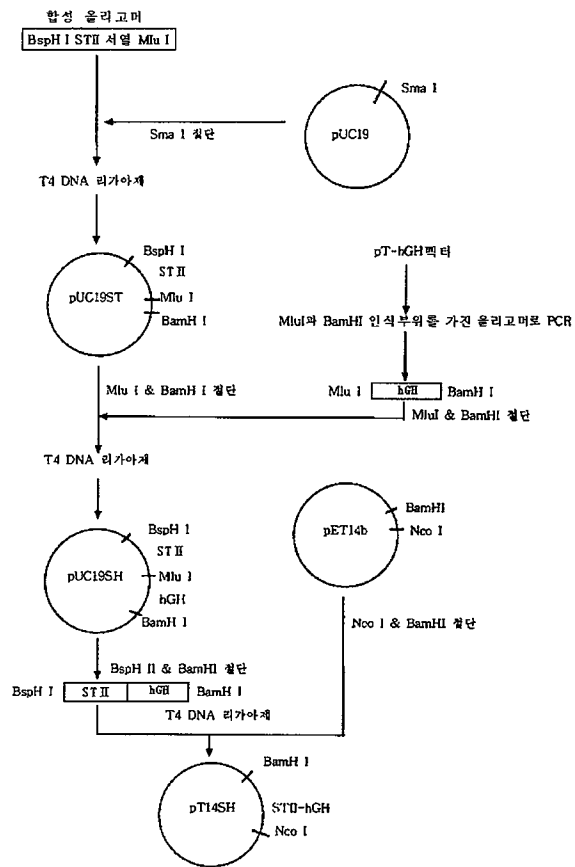 합성 올리고머
BspH I STⅡ 서열 Mlu I
Sma I
pUC19
Sma I 절단
T4 DNA 리가아제
BspH I
STⅡ
pUC19ST
Mlu I
BamH I
pT-hGH벡터
MluI과 BamHI 인식부위를 가진 올리고머로 PCR
Mlu I hGH BamH I
Mlu I & BamH I 절단
MluI & BamHI 절단
T4 DNA 리가아제
BspH I
STⅡ
pUC19SH
Mlu I
hGH
BamH I
BamHI
pET14b
Nco I
Nco I & BamHI 절단
BspH II & BamHI 절단
BspH I STⅡ hGH BamH I
T4 DNA 리가아제
BamH I
pT14SH
STⅡ-hGH
Nco I